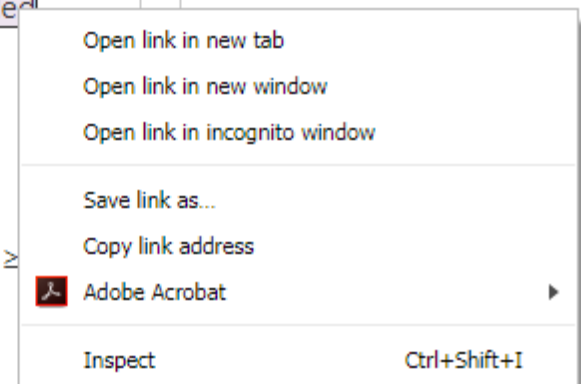 ed
Open link in new tab
Open link in new window
Open link in incognito window
Save link as...
Copy link address
≥
Adobe Acrobat
Inspect Ctrl+Shift+I